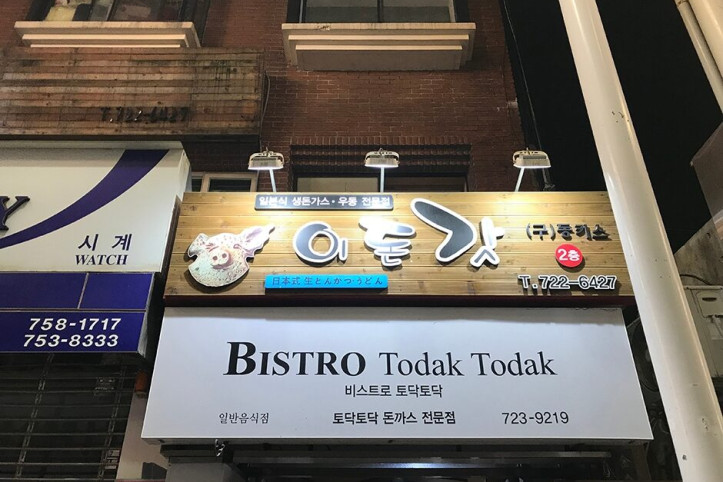 T.722-6427
Y
시계
WATCH
758-1717
753-8333
일본식 생돈가스·우동 전문점
이돈갓
日本式 生とんかつ·うどん
(구)동키스
2층
T.722-6427
BISTRO Todak Todak
비스트로 토닥토닥
일반음식점
토닥토닥 돈까스 전문점
723-9219